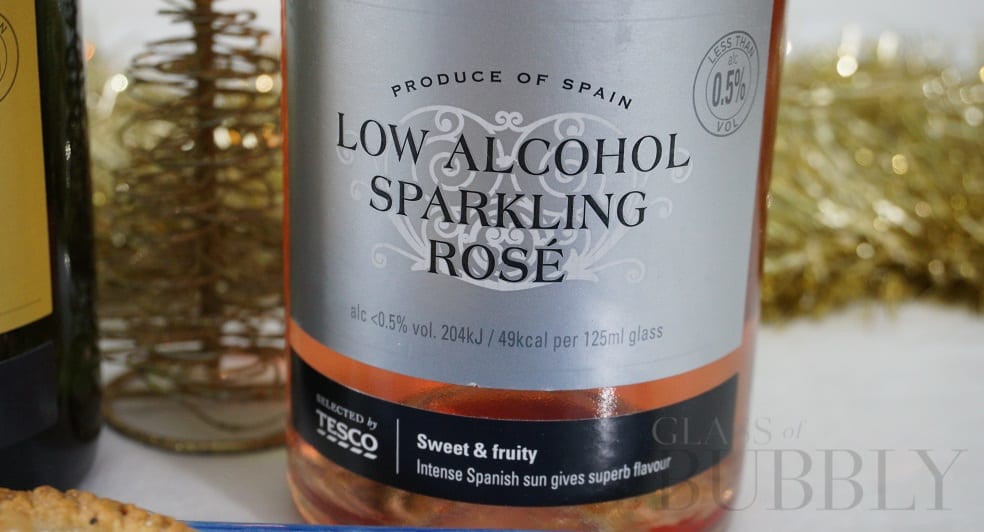 PRODUCE OF SPAIN
LESS THAN
alc
0.5%
VOL
LOW ALCOHOL
SPARKLING
ROSÉ
alc <0.5% vol. 204kJ / 49kcal per 125ml glass
SELECTED by
TESCO
Sweet & fruity
Intense Spanish sun gives superb flavour
GLASS of
BUBBLY